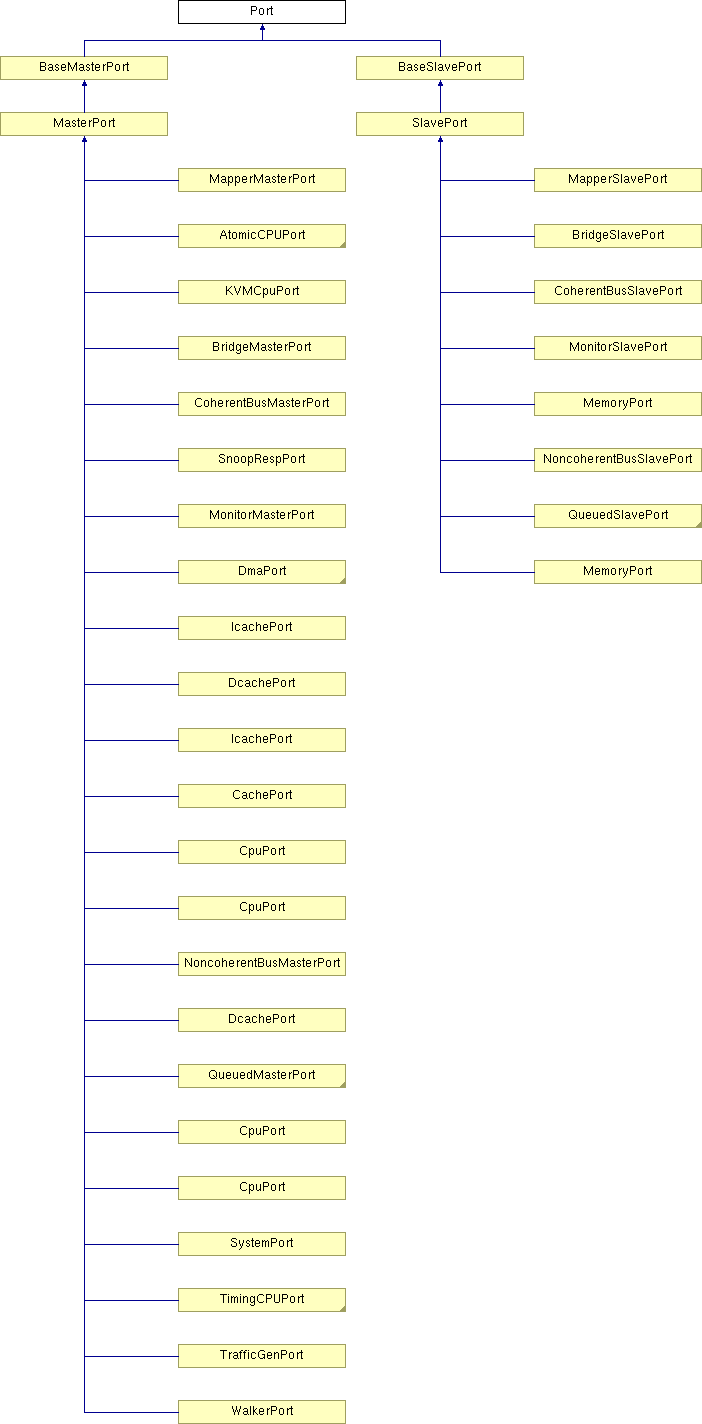 Port
BaseMasterPort
BaseSlavePort
MasterPort
SlavePort
MapperMasterPort
MapperSlavePort
AtomicCPUPort
BridgeSlavePort
KVMCpuPort
CoherentBusSlavePort
BridgeMasterPort
MonitorSlavePort
CoherentBusMasterPort
MemoryPort
SnoopRespPort
NoncoherentBusSlavePort
MonitorMasterPort
QueuedSlavePort
DmaPort
MemoryPort
IcachePort
DcachePort
IcachePort
CachePort
CpuPort
CpuPort
NoncoherentBusMasterPort
DcachePort
QueuedMasterPort
CpuPort
CpuPort
SystemPort
TimingCPUPort
TrafficGenPort
WalkerPort